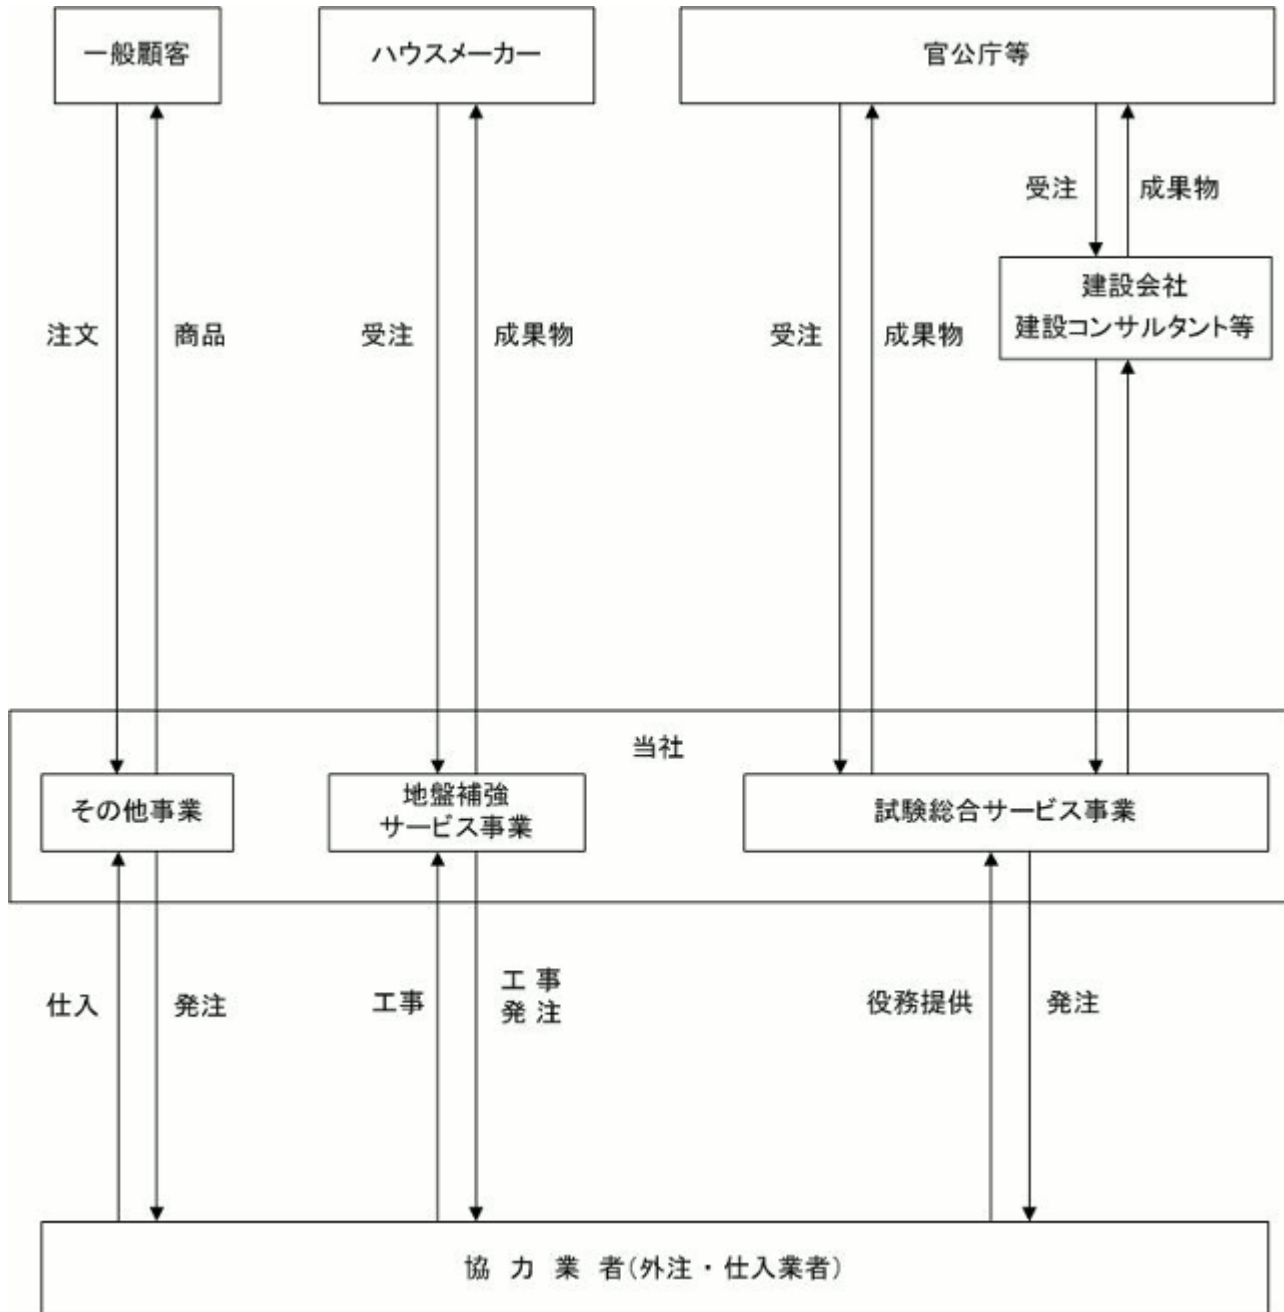 一般顧客
ハウスメーカー
官公庁等
受注
成果物
建設会社
建設コンサルタント等
注文
商品
受注
成果物
受注
成果物
当社
その他事業
地盤補強
サービス事業
試験総合サービス事業
仕入
発注
工事
工 事
発 注
役務提供
発注
協 力 業 者(外注・仕入業者)